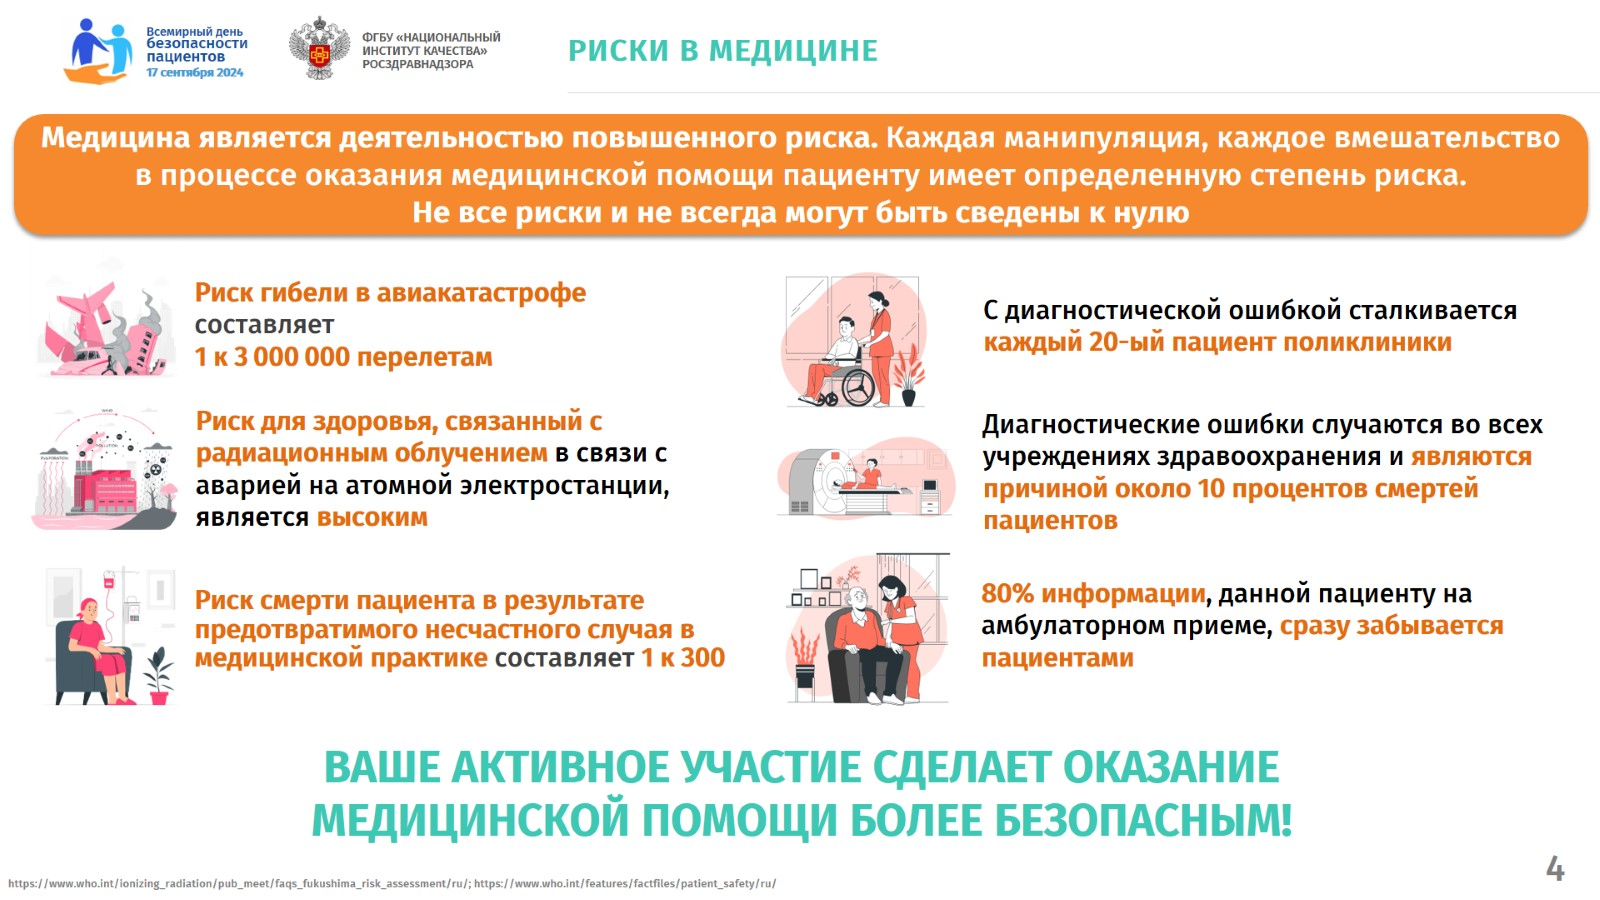 Всемирный день
безопасности
пациентов
17 сентября 2024
ФГБУ «НАЦИОНАЛЬНЫЙ
ИНСТИТУТ КАЧЕСТВА»
РОСЗДРАВНАДЗОРА
РИСКИ В МЕДИЦИНЕ
Медицина является деятельностью повышенного риска. Каждая манипуляция, каждое вмешательство
в процессе оказания медицинской помощи пациенту имеет определенную степень риска.
Не все риски и не всегда могут быть сведены к нулю
Риск гибели в авиакатастрофе
составляет
1 к 3 000 000 перелетам
Риск для здоровья, связанный с
радиационным облучением в связи с
аварией на атомной электростанции,
является высоким
Риск смерти пациента в результате
предотвратимого несчастного случая в
медицинской практике составляет 1 к 300
С диагностической ошибкой сталкивается
каждый 20-ый пациент поликлиники
Диагностические ошибки случаются во всех
учреждениях здравоохранения и являются
причиной около 10 процентов смертей
пациентов
80% информации, данной пациенту на
амбулаторном приеме, сразу забывается
пациентами
ВАШЕ АКТИВНОЕ УЧАСТИЕ СДЕЛАЕТ ОКАЗАНИЕ
МЕДИЦИНСКОЙ ПОМОЩИ БОЛЕЕ БЕЗОПАСНЫМ!
https://www.who.int/ionizing_radiation/pub_meet/faqs_fukushima_risk_assessment/ru/; https://www.who.int/features/factfiles/patient_safety/ru/
4